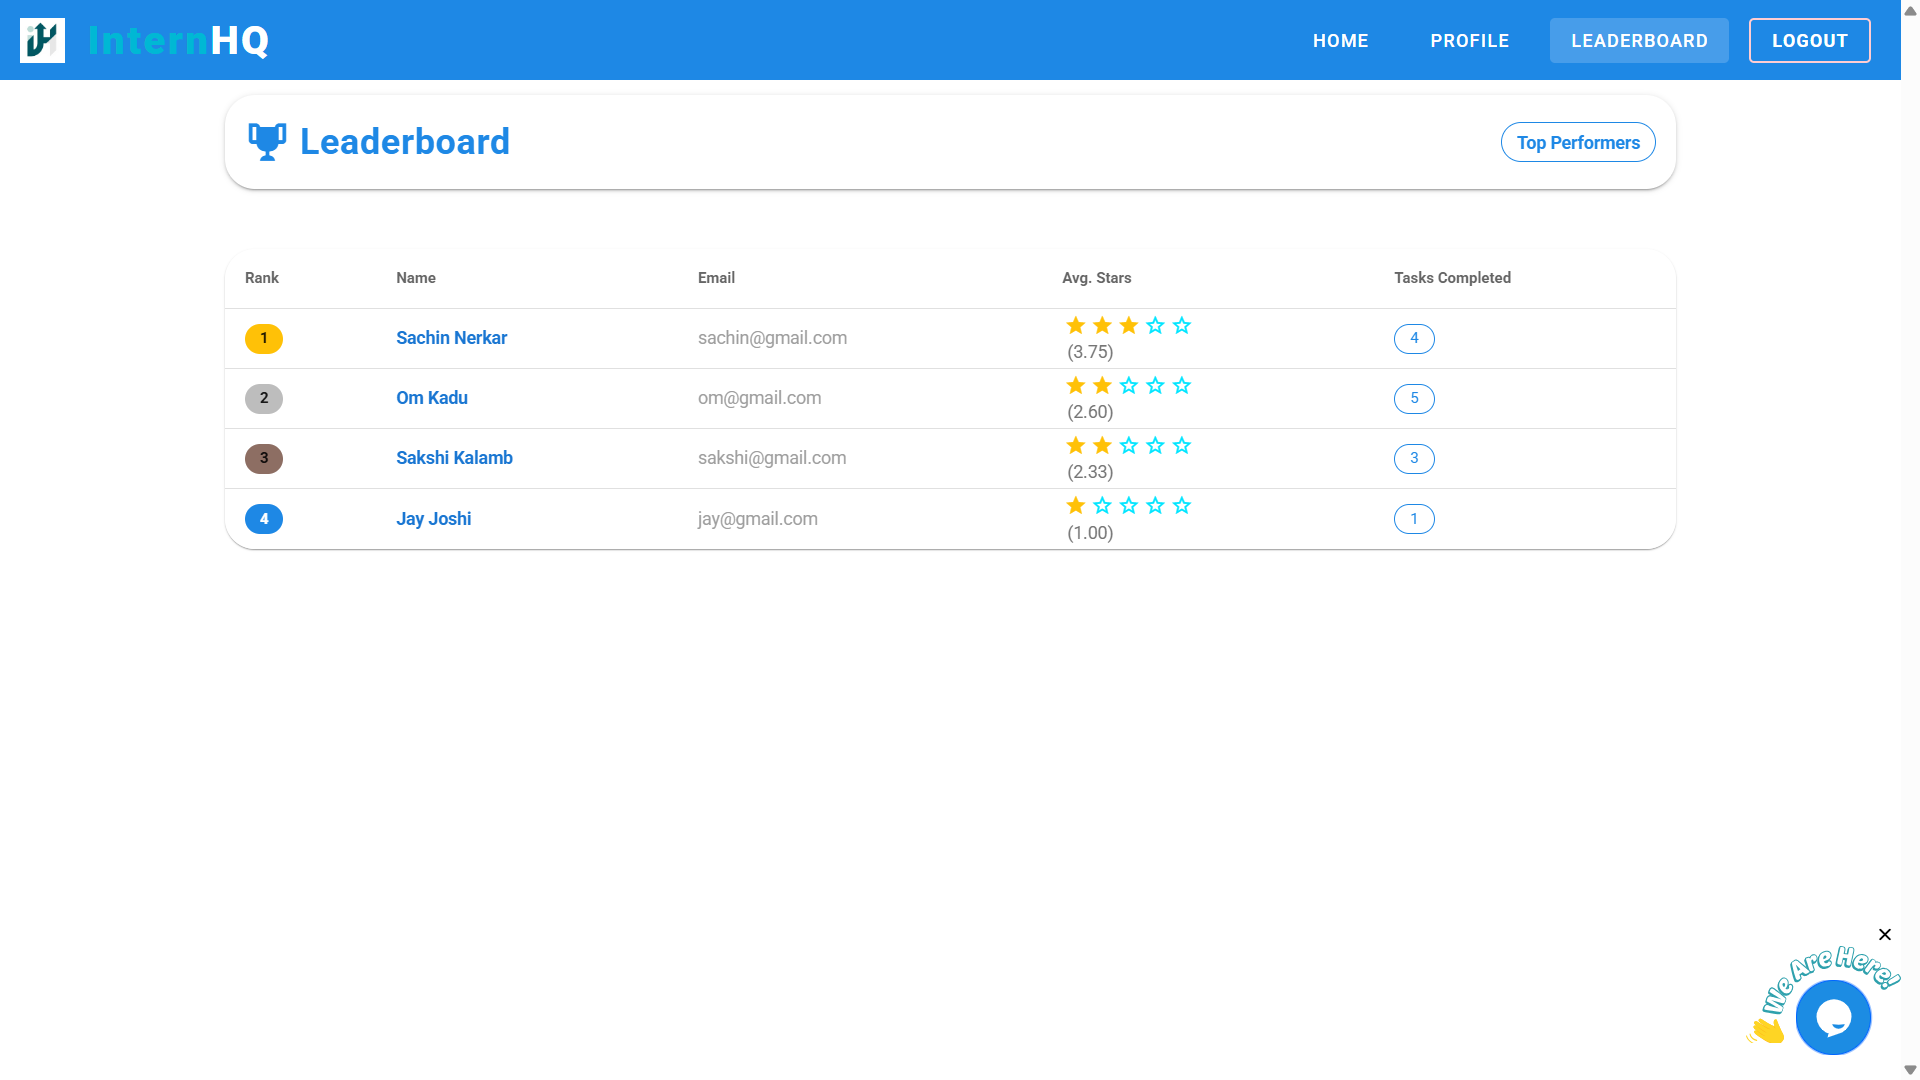 InternHQ
HOME PROFILE LEADERBOARD LOGOUT
Leaderboard
Top Performers
Rank Name Email Avg. Stars Tasks Completed
1 Sachin Nerkar sachin@gmail.com (3.75) 4
2 Om Kadu om@gmail.com (2.60) 5
3 Sakshi Kalamb sakshi@gmail.com (2.33) 3
4 Jay Joshi jay@gmail.com (1.00) 1
We Are Here!